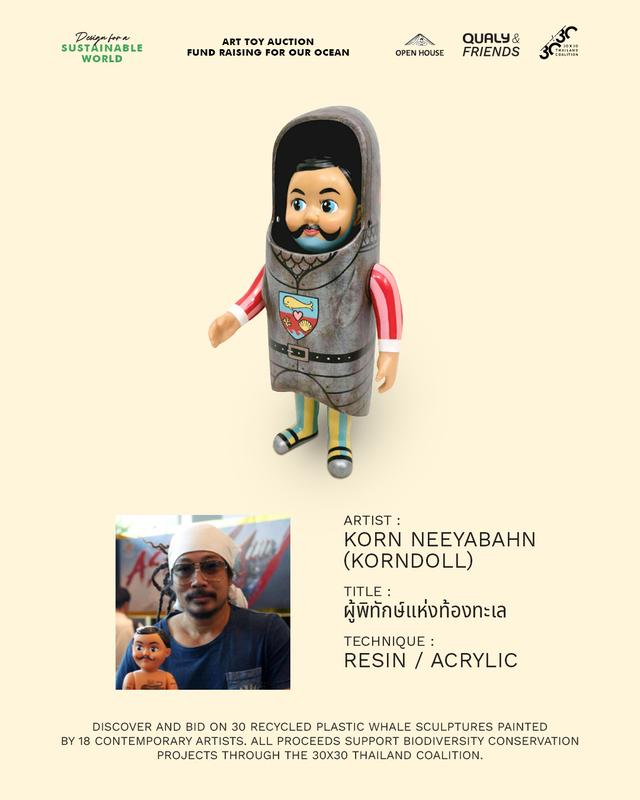 Design for a
SUSTAINABLE
WORLD
ART TOY AUCTION
FUND RAISING FOR OUR OCEAN
OPEN HOUSE
QUALY &
FRIENDS
30X30
THAILAND
COALITION
ARTIST :
KORN NEEYABAHN
(KORNDOLL)
TITLE :
ผู้พิทักษ์แห่งท้องทะเล
TECHNIQUE :
RESIN / ACRYLIC
DISCOVER AND BID ON 30 RECYCLED PLASTIC WHALE SCULPTURES PAINTED
BY 18 CONTEMPORARY ARTISTS. ALL PROCEEDS SUPPORT BIODIVERSITY CONSERVATION
PROJECTS THROUGH THE 30X30 THAILAND COALITION.